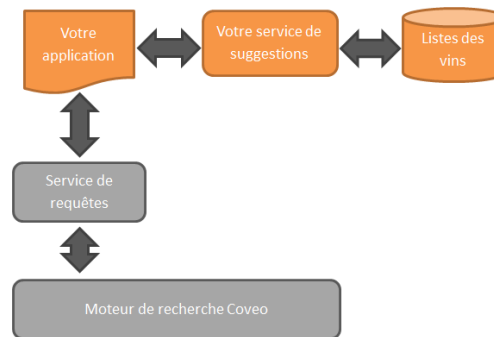 Votre
application
Votre service de
suggestions
Listes des
vins
Service de
requêtes
Moteur de recherche Coveo